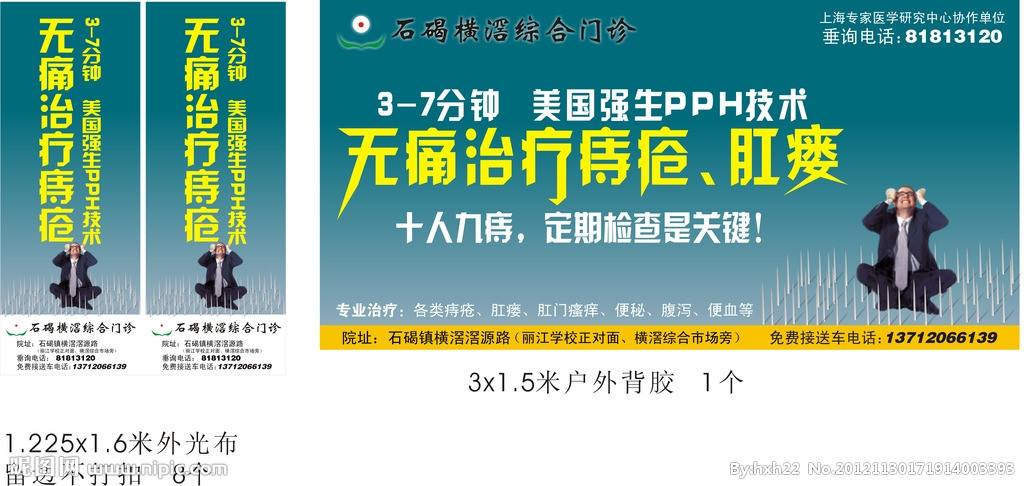 3-7分钟 美国强生PPH技术
无痛治疗痔疮
石碣横滘综合门诊
院址：石碣镇横滘滘源路
（丽江学校正对面、横滘综合市场旁）
垂询电话：81813120
免费接送车电话：13712066139
3-7分钟 美国强生PPH技术
无痛治疗痔疮
石碣横滘综合门诊
院址：石碣镇横滘滘源路
（丽江学校正对面、横滘综合市场旁）
垂询电话：81813120
免费接送车电话：13712066139
石碣横滘综合门诊
上海专家医学研究中心协作单位
垂询电话：81813120
3-7分钟 美国强生PPH技术
无痛治疗痔疮、肛瘘
十人九痔，定期检查是关键！
专业治疗：各类痔疮、肛瘘、肛门瘙痒、便秘、腹泻、便血等
院址：石碣镇横滘滘源路（丽江学校正对面、横滘综合市场旁） 免费接送车电话：13712066139
3x1.5米户外背胶 1个
1.225x1.6米外光布
留边不打扣 8个
昵图网 www.nipic.com
By:hxh22 No.20121130171914003393